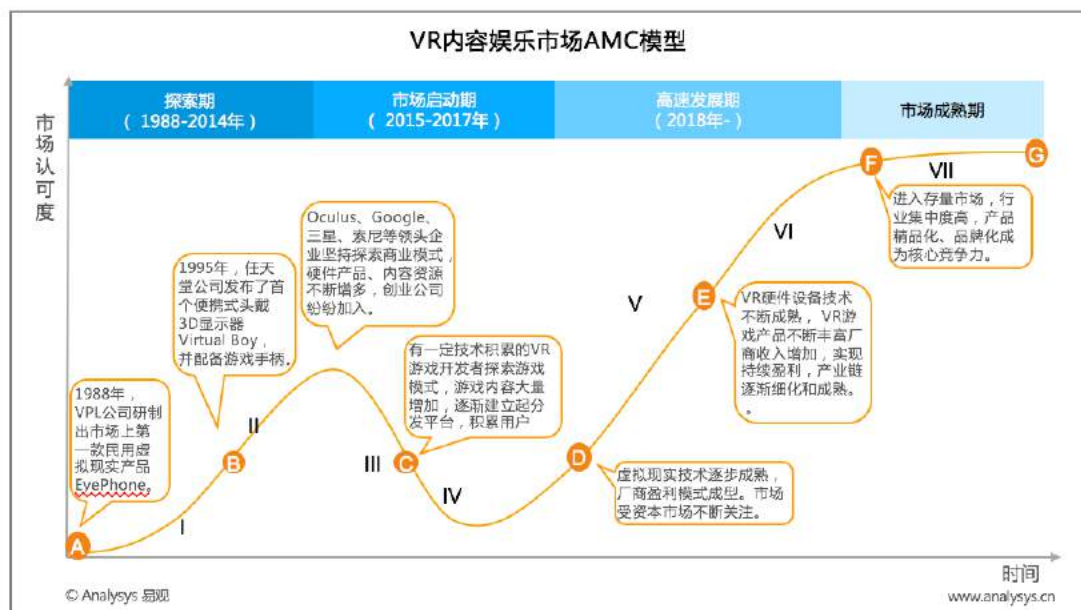 VR内容娱乐市场AMC模型
探索期
（ 1988-2014年）
市场启动期
（ 2015-2017年）
高速发展期
（2018年-）
市场成熟期
市场认可度
Oculus、Google、
三星、索尼等领头企
业坚持探索商业模式，
硬件产品、内容资源
不断增多，创业公司
纷纷加入。
1995年，任天
堂公司发布了首
个便携式头戴
3D显示器
Virtual Boy，
并配备游戏手柄。
1988年，
VPL公司研制
出市场上第
一款民用虚
拟现实产品
EyePhone。
有一定技术积累的VR
游戏开发者探索游戏
模式，游戏内容大量
增加，逐渐建立起分
发平台，积累用户
虚拟现实技术逐步成熟，
厂商盈利模式成型。市场
受资本市场不断关注。
VR硬件设备技术
不断成熟， VR游
戏产品不断丰富厂
商收入增加，实现
持续盈利，产业链
逐渐细化和成熟。
。
进入存量市场，行
业集中度高，产品
精品化、品牌化成
为核心竞争力。
A
I
B
II
III
C
IV
D
V
E
VI
F
VII
G
时间
© Analysys 易观
www.analysys.cn